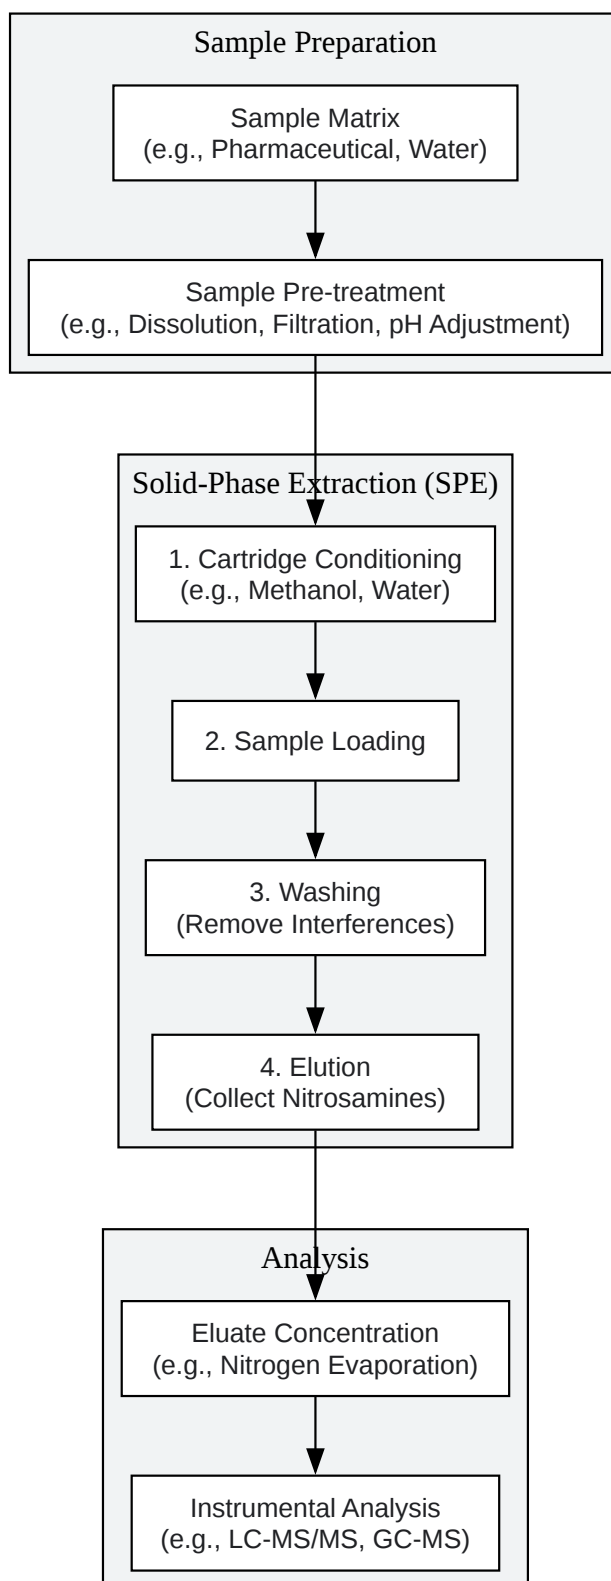 Sample Preparation
Sample Matrix
(e.g., Pharmaceutical, Water)
Sample Pre-treatment
(e.g., Dissolution, Filtration, pH Adjustment)
Solid-Phase Extraction (SPE)
1. Cartridge Conditioning
(e.g., Methanol, Water)
2. Sample Loading
3. Washing
(Remove Interferences)
4. Elution
(Collect Nitrosamines)
Analysis
Eluate Concentration
(e.g., Nitrogen Evaporation)
Instrumental Analysis
(e.g., LC-MS/MS, GC-MS)